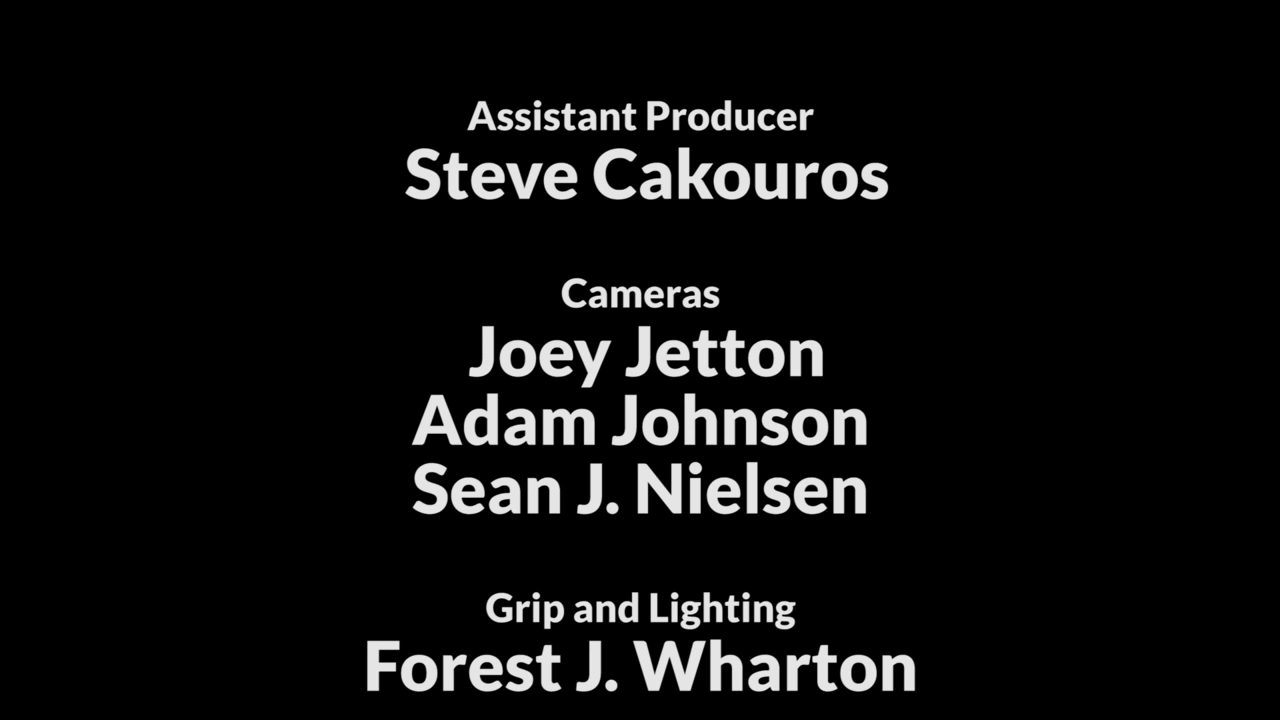 Assistant Producer
Steve Cakouros
Cameras
Joey Jetton
Adam Johnson
Sean J. Nielsen
Grip and Lighting
Forest J. Wharton